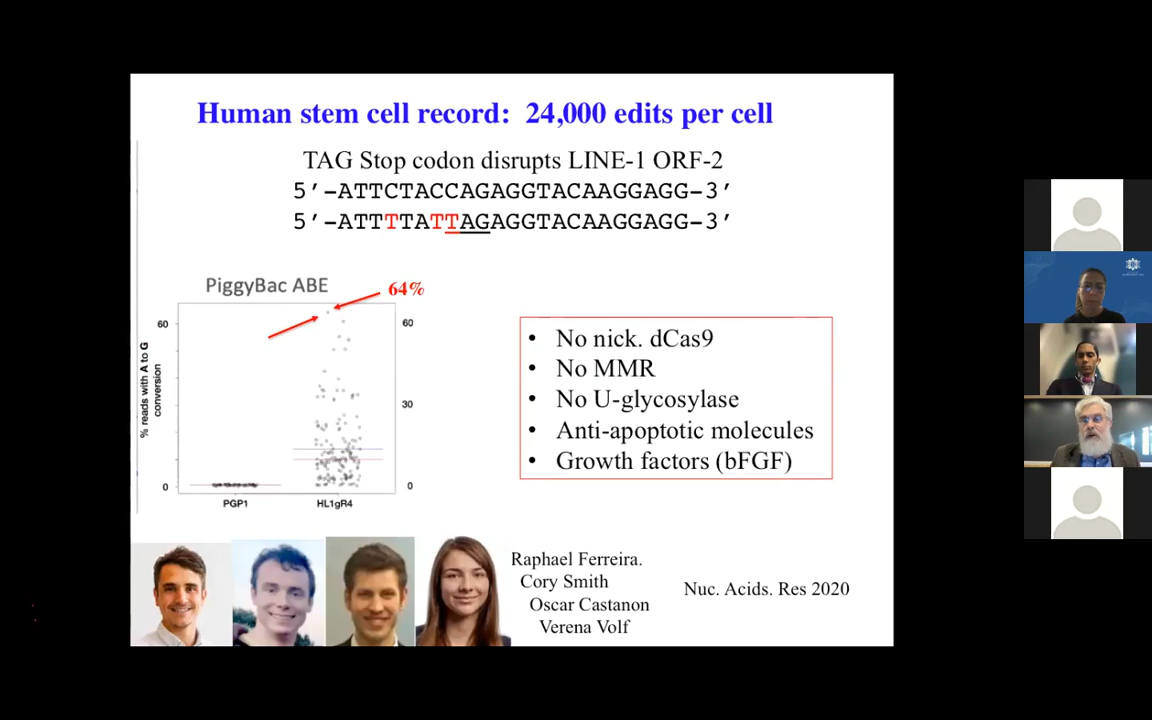 Human stem cell record: 24,000 edits per cell
TAG Stop codon disrupts LINE-1 ORF-2
5’-ATTCTACCAGAGGTACAAGGAGG-3’
5’-ATTTTATTAGAGGTACAAGGAGG-3’
PiggyBac ABE
64%
60
60
% reads with A to G
conversion
30
0
0
PGP1
HL1gR4
• No nick. dCas9
• No MMR
• No U-glycosylase
• Anti-apoptotic molecules
• Growth factors (bFGF)
Raphael Ferreira.
Cory Smith
Oscar Castanon
Verena Volf
Nuc. Acids. Res 2020